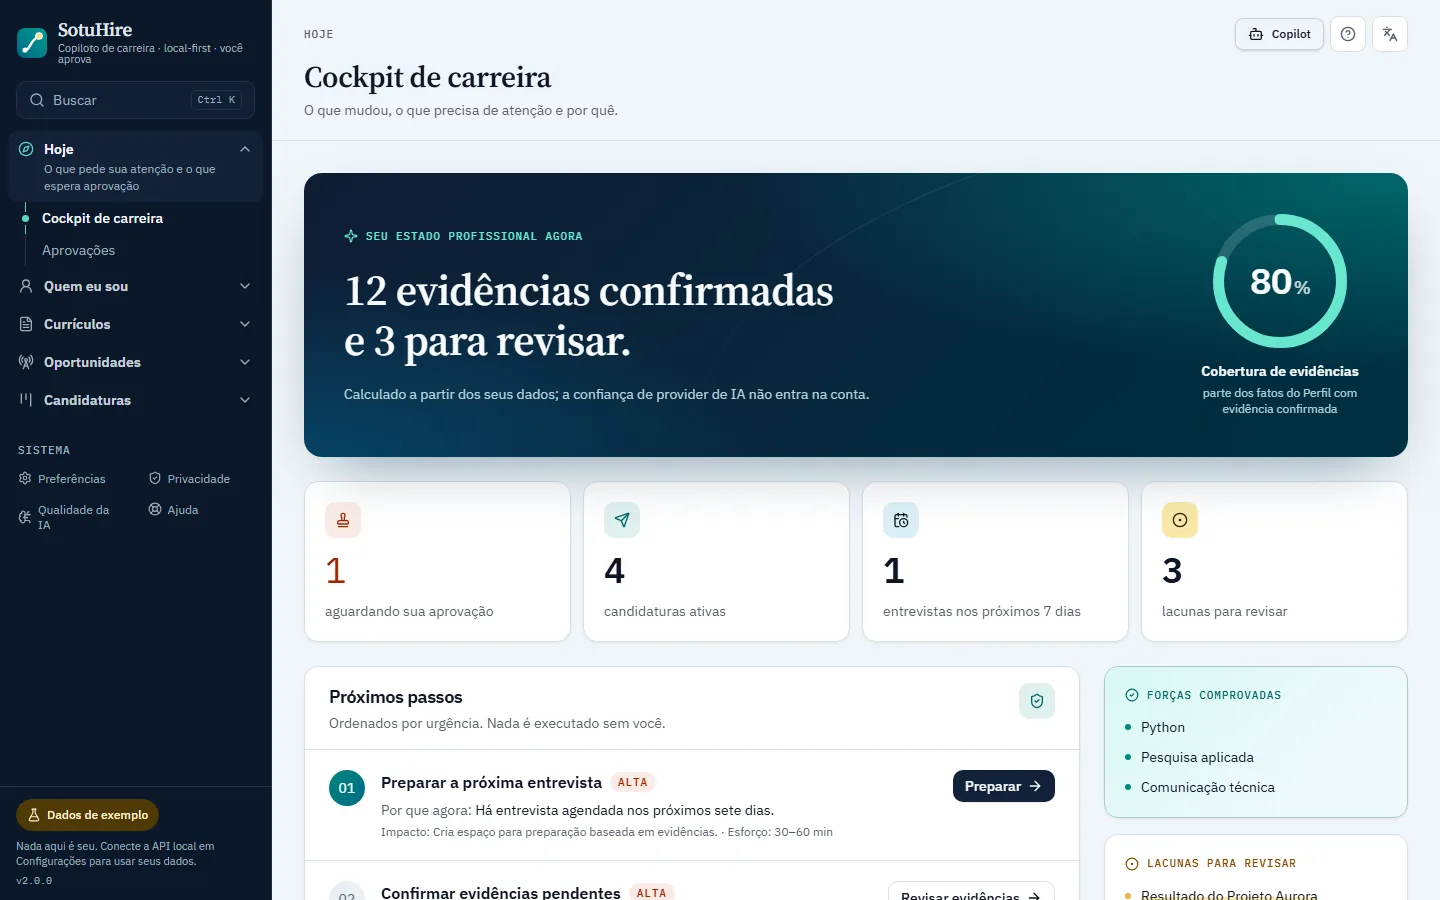 SotuHire
Copiloto de carreira · local-first · você
aprova
Buscar
Ctrl K
Hoje
O que pede sua atenção e o que
espera aprovação
Cockpit de carreira
Aprovações
Quem eu sou
Currículos
Oportunidades
Candidaturas
SISTEMA
Preferências
Privacidade
Qualidade da
IA
Ajuda
Dados de exemplo
Nada aqui é seu. Conecte a API local em
Configurações para usar seus dados.
v2.0.0
HOJE
Copilot
Cockpit de carreira
O que mudou, o que precisa de atenção e por quê.
SEU ESTADO PROFISSIONAL AGORA
12 evidências confirmadas
e 3 para revisar.
Calculado a partir dos seus dados; a confiança de provider de IA não entra na conta.
80%
Cobertura de evidências
parte dos fatos do Perfil com
evidência confirmada
1
aguardando sua aprovação
4
candidaturas ativas
1
entrevistas nos próximos 7 dias
3
lacunas para revisar
Próximos passos
Ordenados por urgência. Nada é executado sem você.
01
Preparar a próxima entrevista
ALTA
Por que agora: Há entrevista agendada nos próximos sete dias.
Impacto: Cria espaço para preparação baseada em evidências. · Esforço: 30–60 min
Preparar
02
Confirmar evidências pendentes
ALTA
Revisar evidências
FORÇAS COMPROVADAS
Python
Pesquisa aplicada
Comunicação técnica
LACUNAS PARA REVISAR
Resultado do Projeto Aurora